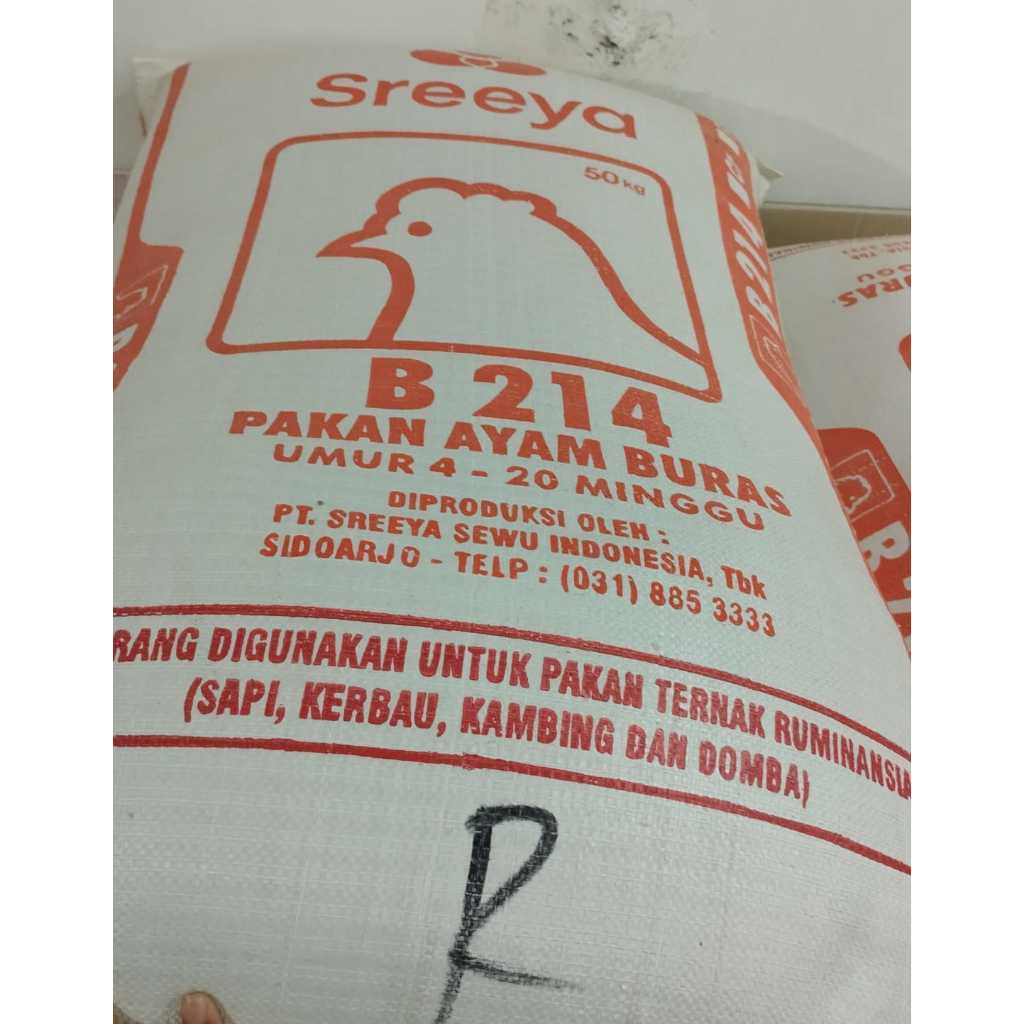 Sreeya
50 kg
B 214
PAKAN AYAM BURAS
UMUR 4 - 20 MINGGU
DIPRODUKSI OLEH :
PT. SREEYA SEWU INDONESIA, Tbk
SIDOARJO - TELP : (031) 885 3333
RANG DIGUNAKAN UNTUK PAKAN TERNAK RUMINANSIA
(SAPI, KERBAU, KAMBING DAN DOMBA)
R
B 214